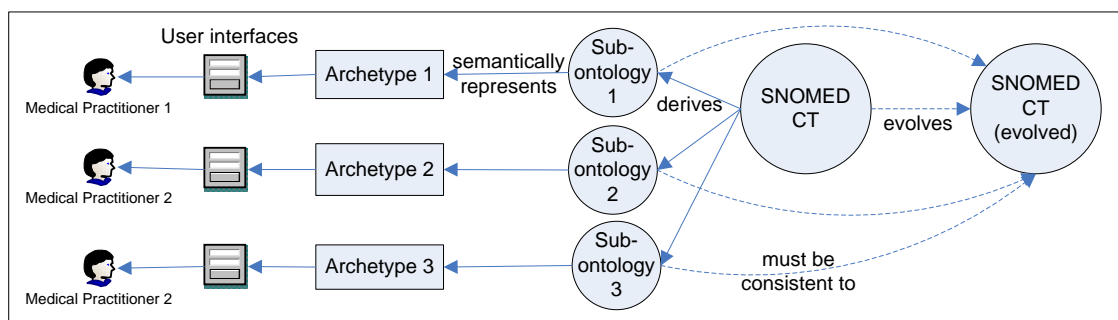 User interfaces
Medical Practitioner 1
Archetype 1
semantically
represents
Sub-
ontology
1
derives
SNOMED
CT
evolves
SNOMED
CT
(evolved)
Medical Practitioner 2
Archetype 2
Sub-
ontology
2
Medical Practitioner 2
Archetype 3
Sub-
ontology
3
must be
consistent to